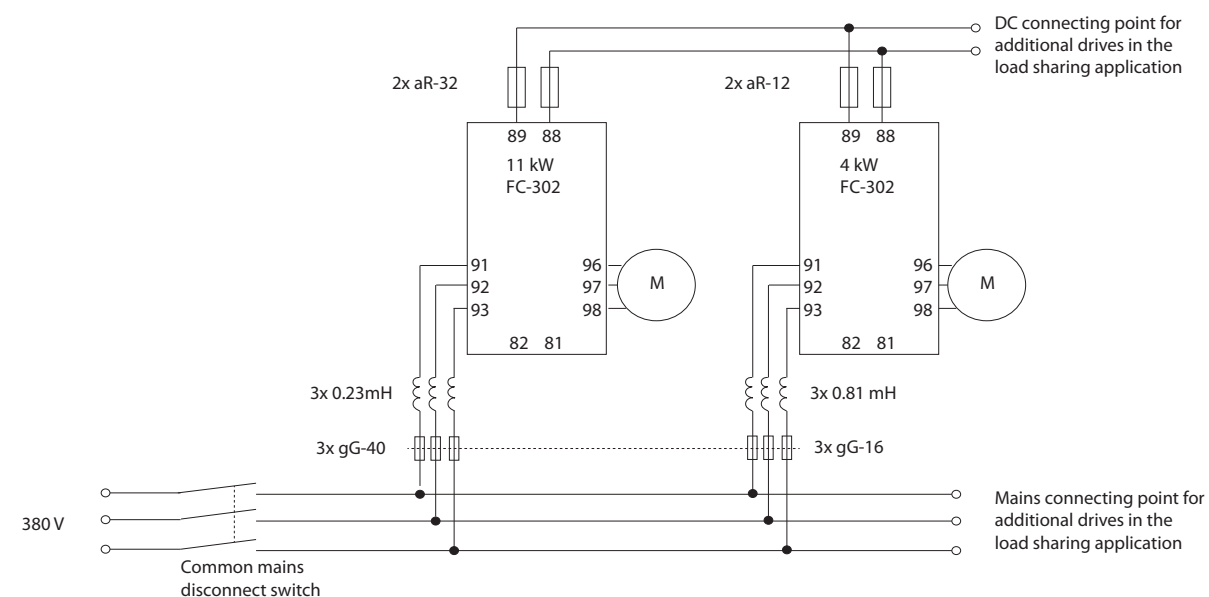 DC connecting point for
additional drives in the
load sharing application
2x aR-32
2x aR-12
89 88
89 88
11 kW
FC-302
4 kW
FC-302
91
92
93
96
97
98
M
91
92
93
96
97
98
M
82 81
82 81
3x 0.23mH
3x 0.81 mH
3x gG-40
3x gG-16
380 V
Mains connecting point for
additional drives in the
load sharing application
Common mains
disconnect switch